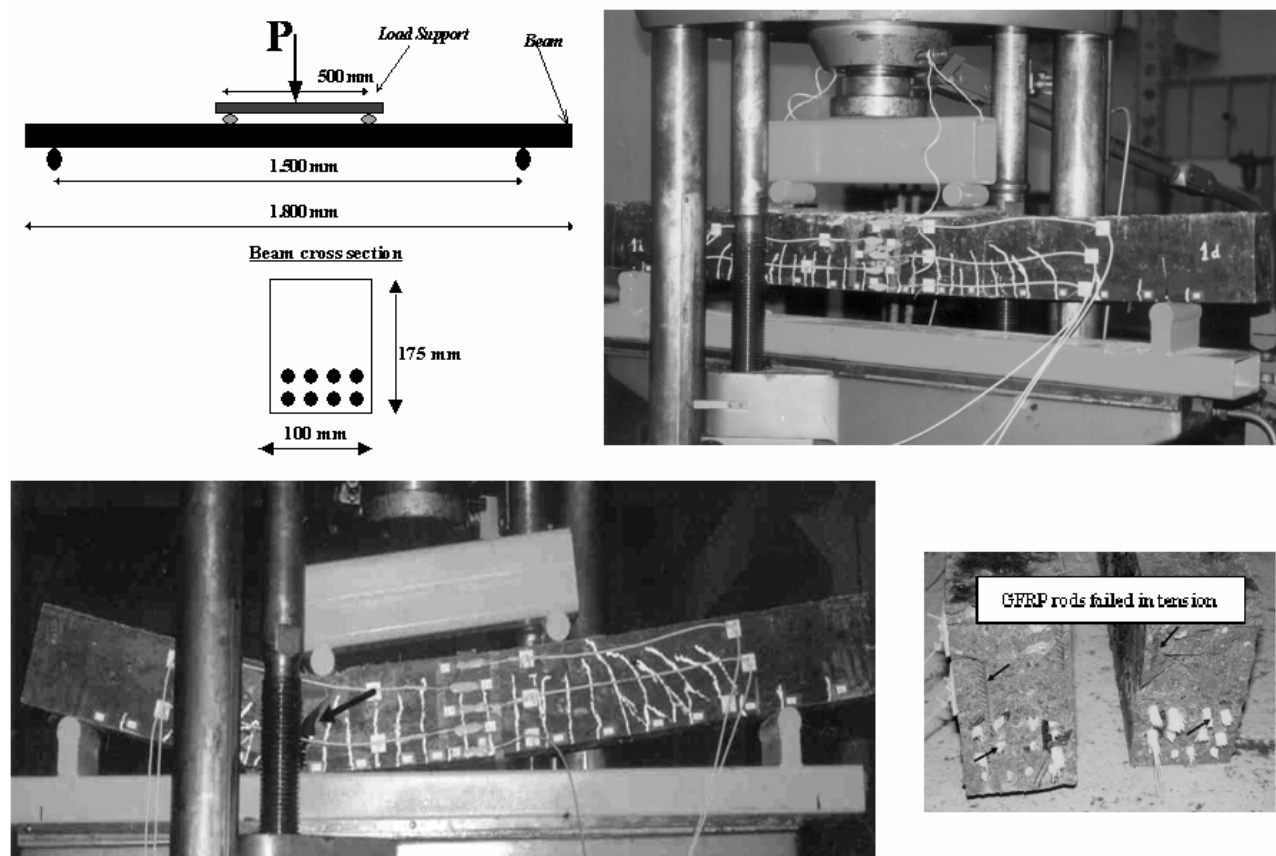 P
Load Support
Beam
500 mm
1.500 mm
1.800 mm
Beam cross section
175 mm
100 mm
1d
GFRP rods failed in tension